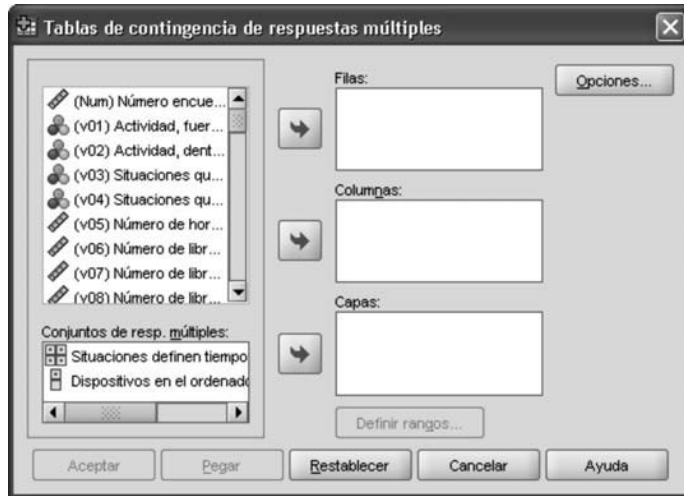 Tablas de contingencia de respuestas múltiples
(Num) Número encue...
(v01) Actividad, fuer...
(v02) Actividad, dent...
(v03) Situaciones qu...
(v04) Situaciones qu...
(v05) Número de hor...
(v06) Número de libr...
(v07) Número de libr...
(v08) Número de libr...
Conjuntos de resp. múltiples:
Situaciones definen tiempo
Dispositivos en el ordenado
Filas:
Columnas:
Capas:
Definir rangos...
Opciones...
Aceptar Pegar Restablecer Cancelar Ayuda